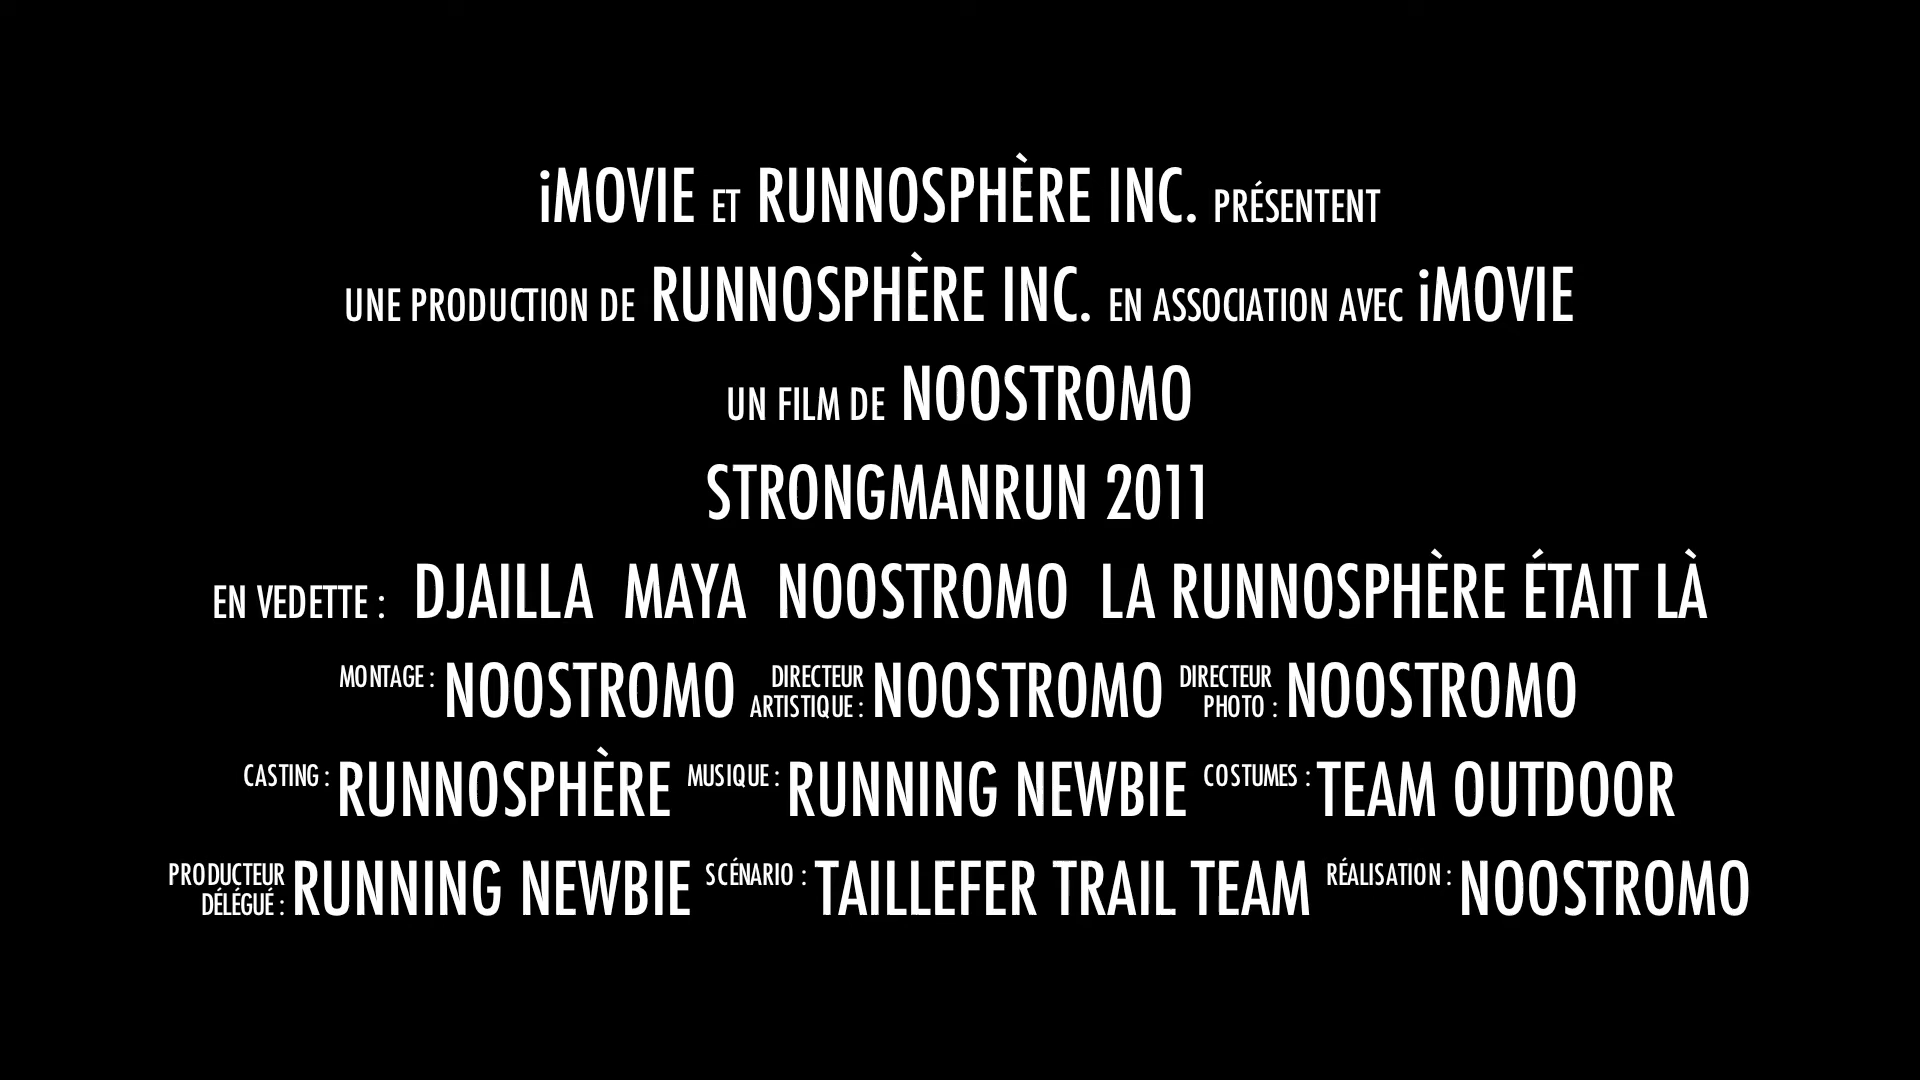 iMOVIE ET RUNNOSPHÈRE INC. PRÉSENTENT
UNE PRODUCTION DE RUNNOSPHÈRE INC. EN ASSOCIATION AVEC iMOVIE
UN FILM DE NOOSTROMO
STRONGMANRUN 2011
EN VEDETTE : DJAILLA MAYA NOOSTROMO LA RUNNOSPHÈRE ÉTAIT LÀ
MONTAGE : NOOSTROMO DIRECTEUR ARTISTIQUE : NOOSTROMO DIRECTEUR PHOTO : NOOSTROMO
CASTING : RUNNOSPHÈRE MUSIQUE : RUNNING NEWBIE COSTUMES : TEAM OUTDOOR
PRODUCTEUR DÉLÉGUÉ : RUNNING NEWBIE SCÉNARIO : TAILLEFER TRAIL TEAM RÉALISATION : NOOSTROMO